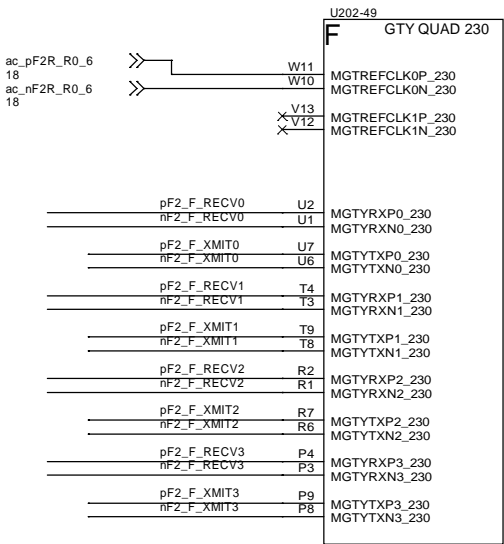 U202-49
F GTY QUAD 230
ac_pF2R_R0_6
18
W11 MGTREFCLK0P_230
ac_nF2R_R0_6
18
W10 MGTREFCLK0N_230
V13 MGTREFCLK1P_230
V12 MGTREFCLK1N_230
pF2_F_RECV0 U2 MGTYRXP0_230
nF2_F_RECV0 U1 MGTYRXN0_230
pF2_F_XMIT0 U7 MGTYTXP0_230
nF2_F_XMIT0 U6 MGTYTXN0_230
pF2_F_RECV1 T4 MGTYRXP1_230
nF2_F_RECV1 T3 MGTYRXN1_230
pF2_F_XMIT1 T9 MGTYTXP1_230
nF2_F_XMIT1 T8 MGTYTXN1_230
pF2_F_RECV2 R2 MGTYRXP2_230
nF2_F_RECV2 R1 MGTYRXN2_230
pF2_F_XMIT2 R7 MGTYTXP2_230
nF2_F_XMIT2 R6 MGTYTXN2_230
pF2_F_RECV3 P4 MGTYRXP3_230
nF2_F_RECV3 P3 MGTYRXN3_230
pF2_F_XMIT3 P9 MGTYTXP3_230
nF2_F_XMIT3 P8 MGTYTXN3_230